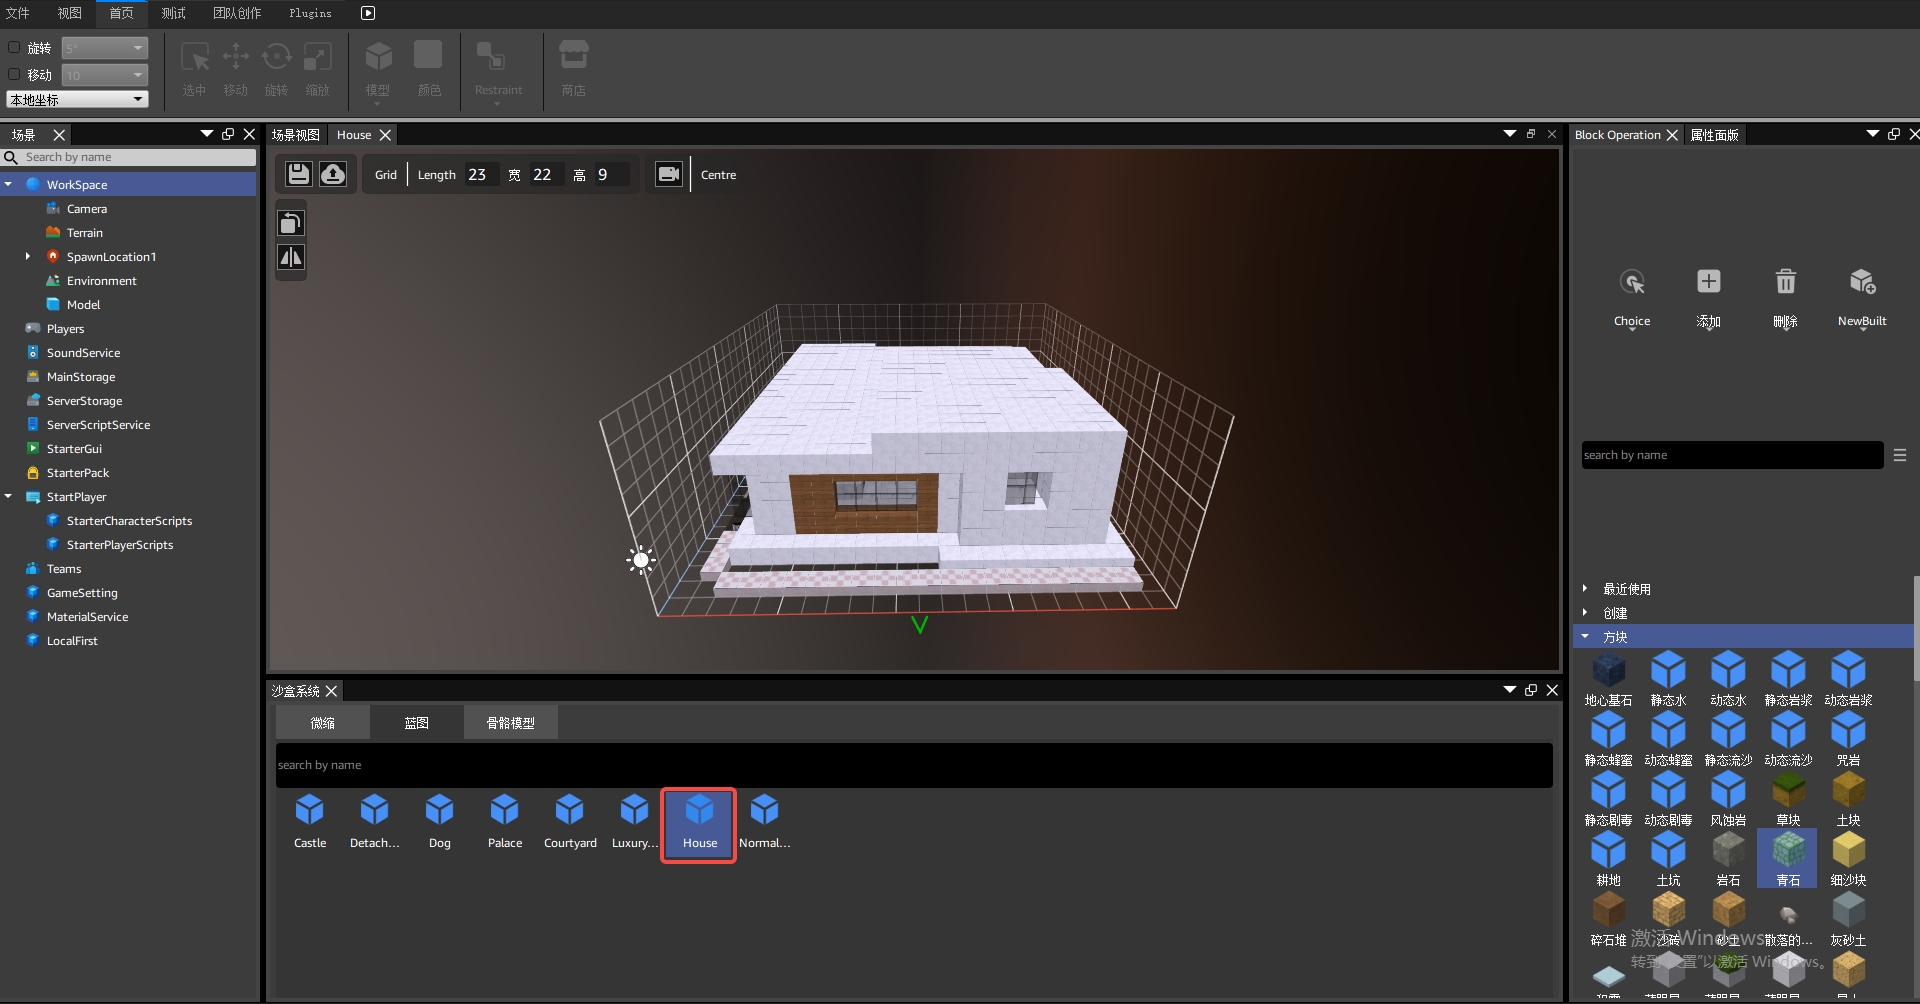 文件 视图 首页 测试 团队创作 Plugins
旋转 5°
移动 10
本地坐标
选中 移动 旋转 缩放 模型 颜色 Restraint 商店
场景
Search by name
WorkSpace
Camera
Terrain
SpawnLocation1
Environment
Model
Players
SoundService
MainStorage
ServerStorage
ServerScriptService
StarterGui
StarterPack
StartPlayer
StarterCharacterScripts
StarterPlayerScripts
Teams
GameSetting
MaterialService
LocalFirst
场景视图 House
Grid Length 23 宽 22 高 9 Centre
沙盒系统
微缩 蓝图 骨骼模型
search by name
Castle Detach... Dog Palace Courtyard Luxury... House Normal...
Block Operation 属性面版
Choice 添加 删除 NewBuilt
search by name
最近使用
创建
方块
地心基石 静态水 动态水 静态岩浆 动态岩浆
静态蜂蜜 动态蜂蜜 静态流沙 动态流沙 咒岩
静态剧毒 动态剧毒 风蚀岩 草块 土块
耕地 土坑 岩石 青石 细沙块
碎石堆 沙砖 砂土 散落的... 灰砂土
激活 Windows
转到"设置"以激活 Windows。